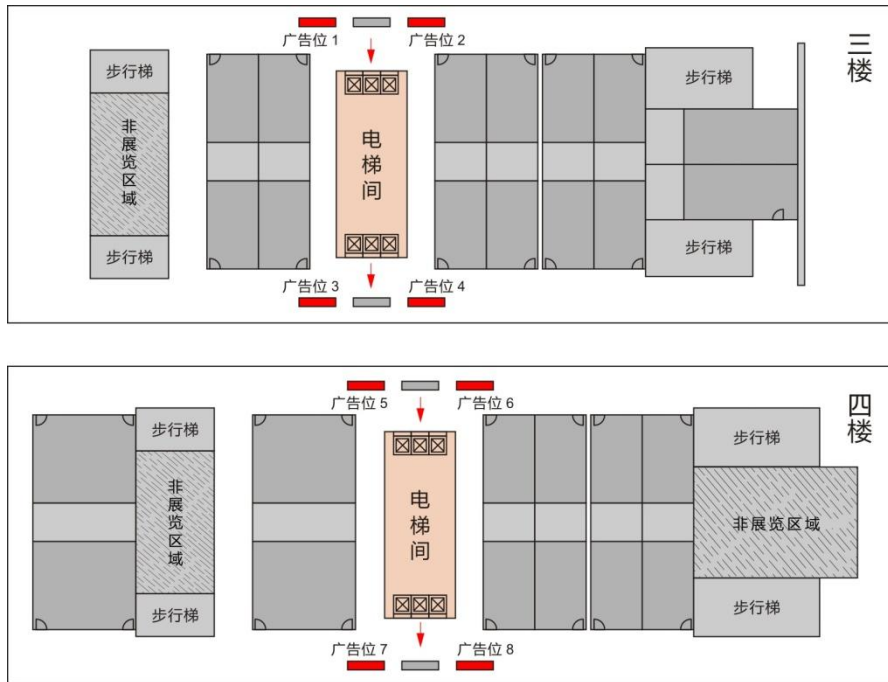 广告位 1
广告位 2
三楼
步行梯
步行梯
非展览区域
电梯间
步行梯
步行梯
广告位 3
广告位 4
广告位 5
广告位 6
四楼
步行梯
步行梯
非展览区域
电梯间
非展览区域
步行梯
步行梯
广告位 7
广告位 8